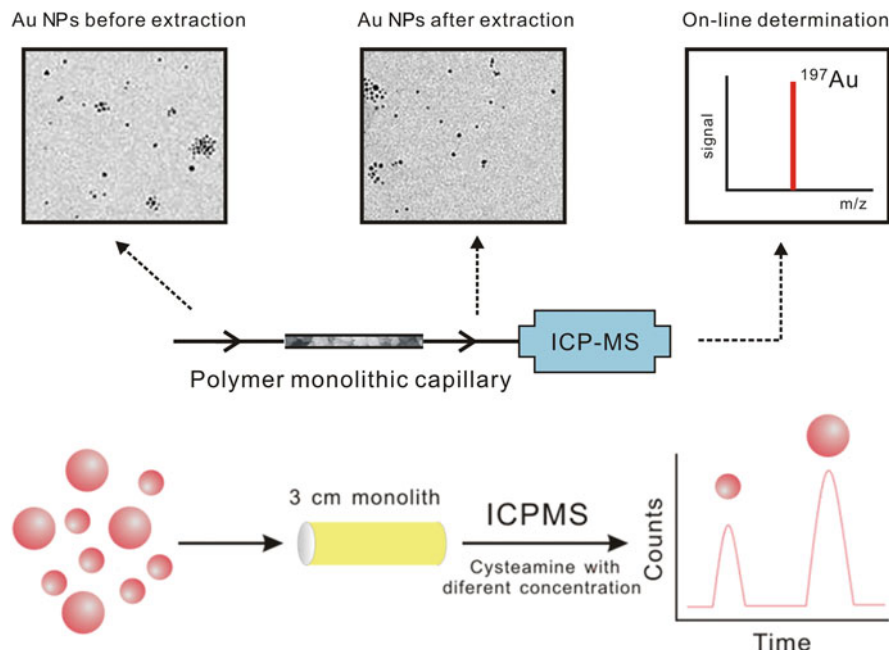 Au NPs before extraction
Au NPs after extraction
On-line determination
197Au
signal
m/z
ICP-MS
Polymer monolithic capillary
3 cm monolith
ICPMS
Cysteamine with
diferent concentration
Counts
Time